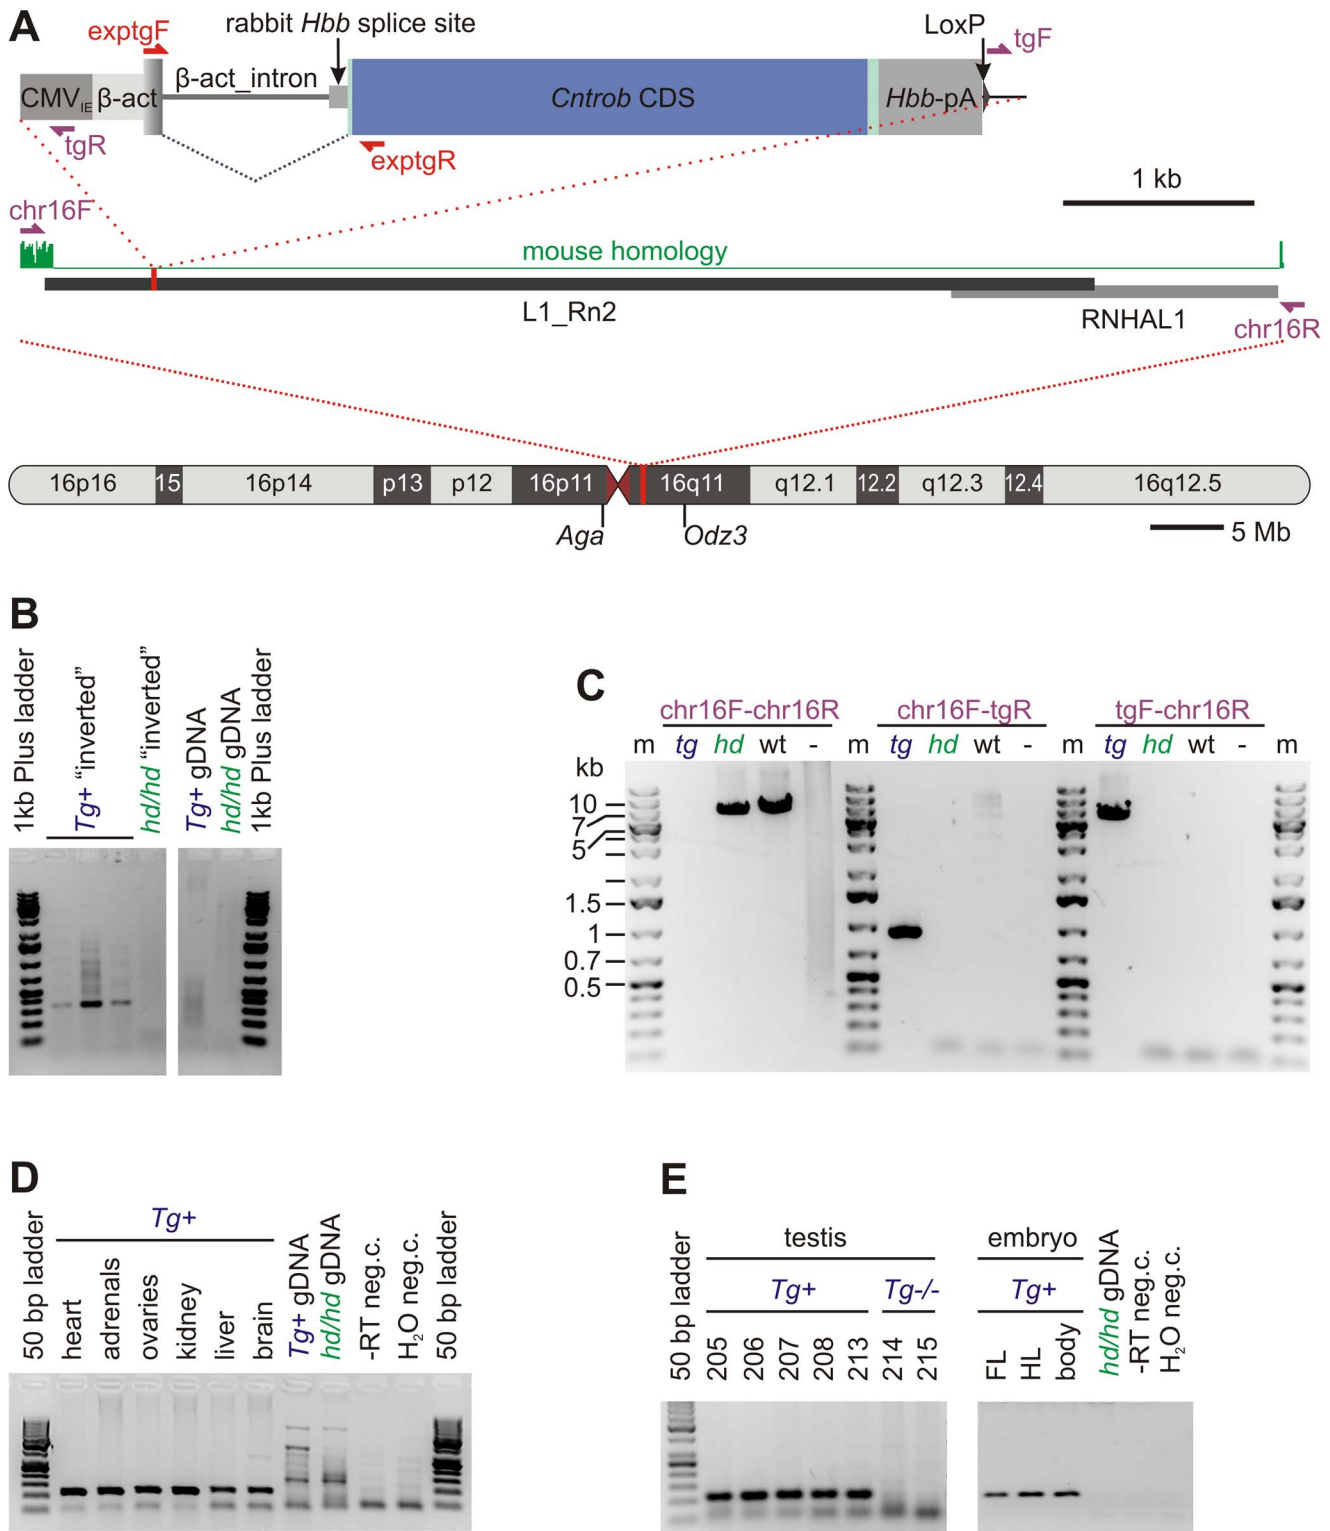 A
exptgF
rabbit Hbb splice site
LoxP
tgF
CMVIE
β-act
β-act_intron
Cntrob CDS
Hbb-pA
tgR
exptgR
1 kb
chr16F
mouse homology
L1_Rn2
RNHAL1
chr16R
16p16
15
16p14
p13
p12
16p11
16q11
q12.1
12.2
q12.3
12.4
16q12.5
Aga
Odz3
5 Mb
B
1kb Plus ladder
Tg+ “inverted”
hd/hd “inverted”
Tg+ gDNA
hd/hd gDNA
1kb Plus ladder
C
chr16F-chr16R
chr16F-tgR
tgF-chr16R
m tg hd wt - m tg hd wt - m tg hd wt - m
kb
10
7
5
1.5
1
0.7
0.5
D
50 bp ladder
Tg+
heart
adrenals
ovaries
kidney
liver
brain
Tg+ gDNA
hd/hd gDNA
-RT neg.c.
H₂O neg.c.
50 bp ladder
E
50 bp ladder
testis
Tg+
Tg-/-
205
206
207
208
213
214
215
embryo
Tg+
FL
HL
body
hd/hd gDNA
-RT neg.c.
H₂O neg.c.